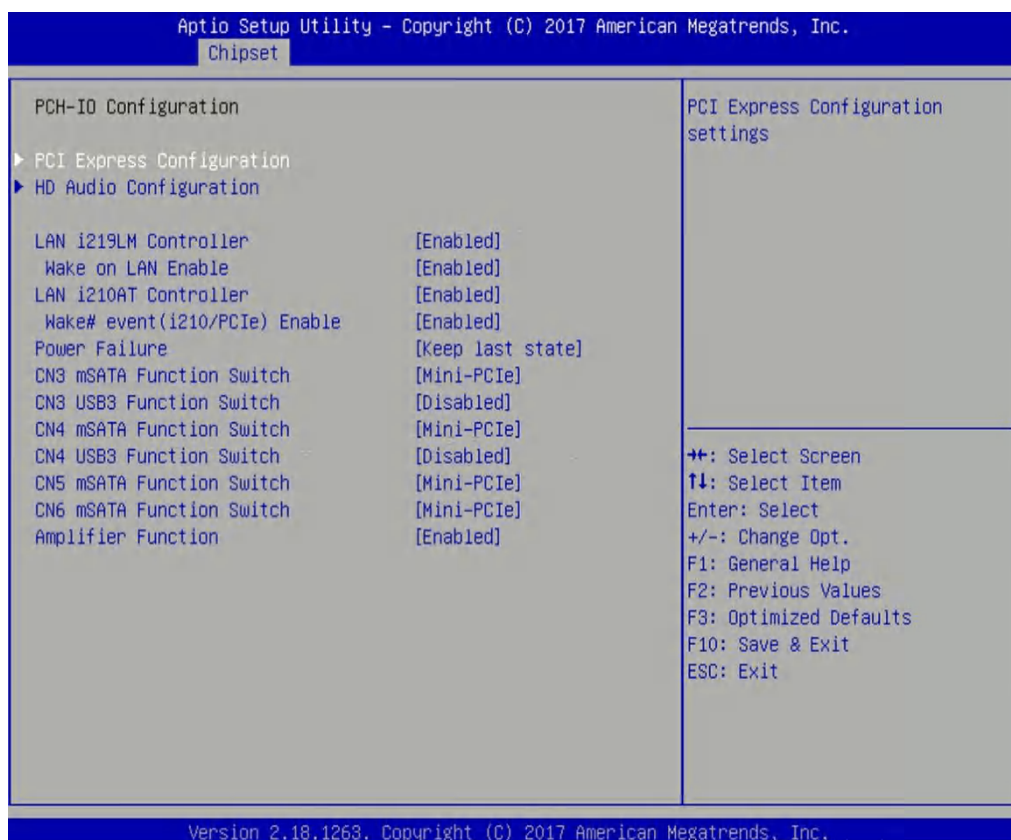 Aptio Setup Utility – Copyright (C) 2017 American Megatrends, Inc.
Chipset
PCH-IO Configuration
PCI Express Configuration
HD Audio Configuration
LAN i219LM Controller [Enabled]
Wake on LAN Enable [Enabled]
LAN i210AT Controller [Enabled]
Wake# event(i210/PCIe) Enable [Enabled]
Power Failure [Keep last state]
CN3 mSATA Function Switch [Mini-PCIe]
CN3 USB3 Function Switch [Disabled]
CN4 mSATA Function Switch [Mini-PCIe]
CN4 USB3 Function Switch [Disabled]
CN5 mSATA Function Switch [Mini-PCIe]
CN6 mSATA Function Switch [Mini-PCIe]
Amplifier Function [Enabled]
PCI Express Configuration
settings
→←: Select Screen
↑↓: Select Item
Enter: Select
+/-: Change Opt.
F1: General Help
F2: Previous Values
F3: Optimized Defaults
F10: Save & Exit
ESC: Exit
Version 2.18.1263. Copyright (C) 2017 American Megatrends, Inc.